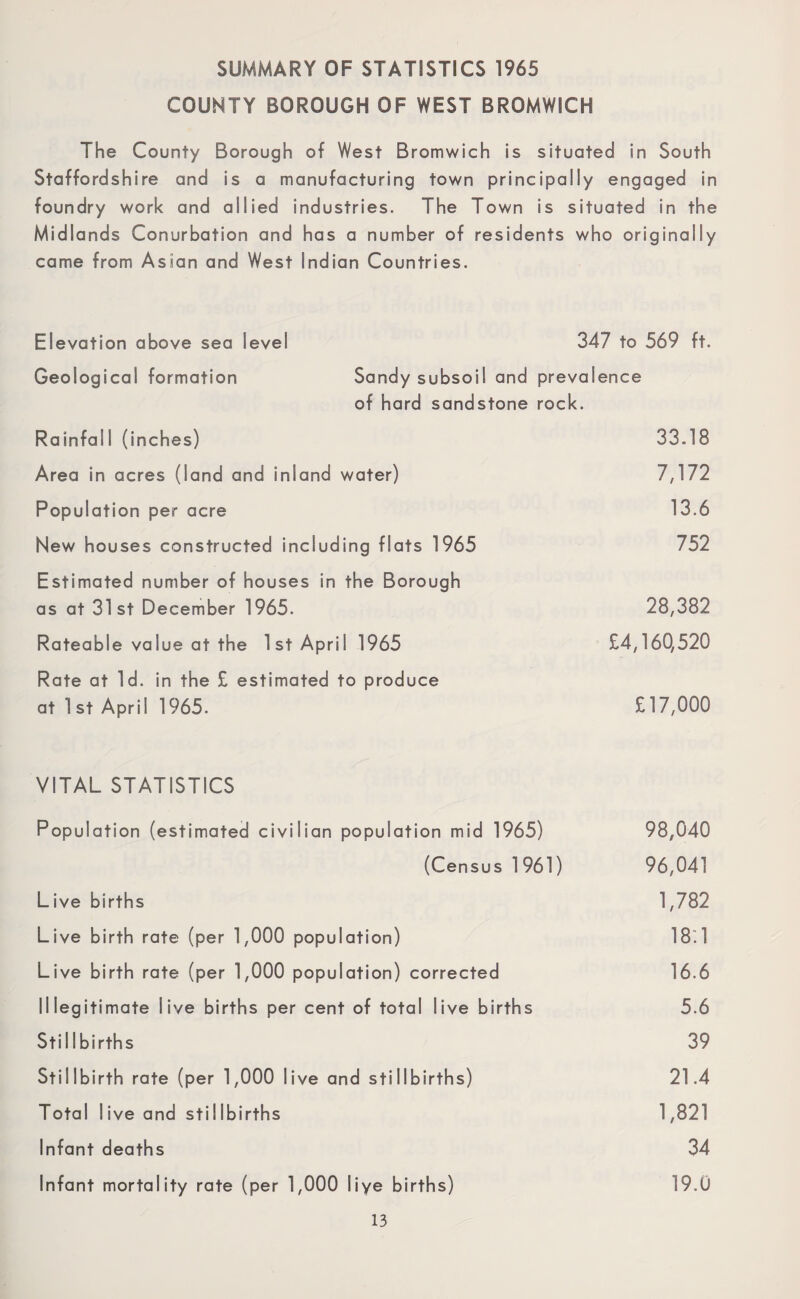 SUMMARY OF STATISTICS 1965
COUNTY BOROUGH OF WEST BROMWICH
The County Borough of West Bromwich is situated in South
Staffordshire and is a manufacturing town principally engaged in
foundry work and allied industries. The Town is situated in the
Midlands Conurbation and has a number of residents who originally
came from Asian and West Indian Countries.
Elevation above sea level 347 to 569 ft.
Geological formation Sandy subsoil and prevalence
of hard sandstone rock.
Rainfall (inches) 33.18
Area in acres (land and inland water) 7,172
Population per acre 13.6
New houses constructed including flats 1965 752
Estimated number of houses in the Borough
as at 31st December 1965. 28,382
Rateable value at the 1st April 1965 £4,160,520
Rate at 1d. in the £ estimated to produce
at 1st April 1965. £17,000
VITAL STATISTICS
Population (estimated civilian population mid 1965) 98,040
(Census 1961) 96,041
Live births 1,782
Live birth rate (per 1,000 population) 18:1
Live birth rate (per 1,000 population) corrected 16.6
Illegitimate live births per cent of total live births 5.6
Stillbirths 39
Stillbirth rate (per 1,000 live and stillbirths) 21.4
Total live and stillbirths 1,821
Infant deaths 34
Infant mortality rate (per 1,000 live births) 19.0
13